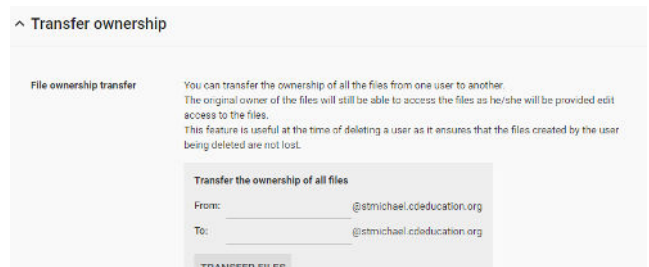 Transfer ownership
File ownership transfer
You can transfer the ownership of all the files from one user to another.
The original owner of the files will still be able to access the files as he/she will be provided edit
access to the files.
This feature is useful at the time of deleting a user as it ensures that the files created by the user
being deleted are not lost.
Transfer the ownership of all files
From: @stmichael.cdeducation.org
To: @stmichael.cdeducation.org
TRANSFER FILES